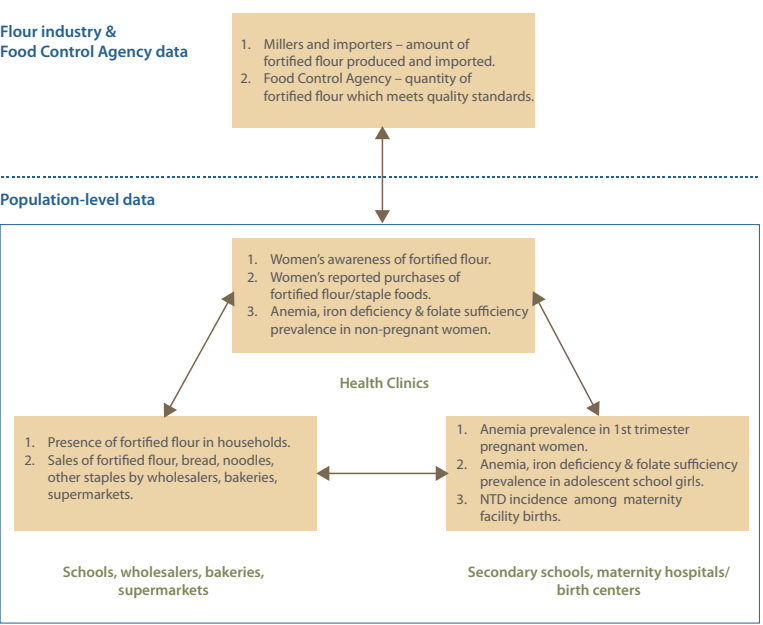 Flour industry &
Food Control Agency data
1. Millers and importers – amount of
fortified flour produced and imported.
2. Food Control Agency – quantity of
fortified flour which meets quality standards.
Population-level data
1. Women's awareness of fortified flour.
2. Women's reported purchases of
fortified flour/staple foods.
3. Anemia, iron deficiency & folate sufficiency
prevalence in non-pregnant women.
Health Clinics
1. Presence of fortified flour in households.
2. Sales of fortified flour, bread, noodles,
other staples by wholesalers, bakeries,
supermarkets.
1. Anemia prevalence in 1st trimester
pregnant women.
2. Anemia, iron deficiency & folate sufficiency
prevalence in adolescent school girls.
3. NTD incidence among maternity
facility births.
Schools, wholesalers, bakeries,
supermarkets
Secondary schools, maternity hospitals/
birth centers